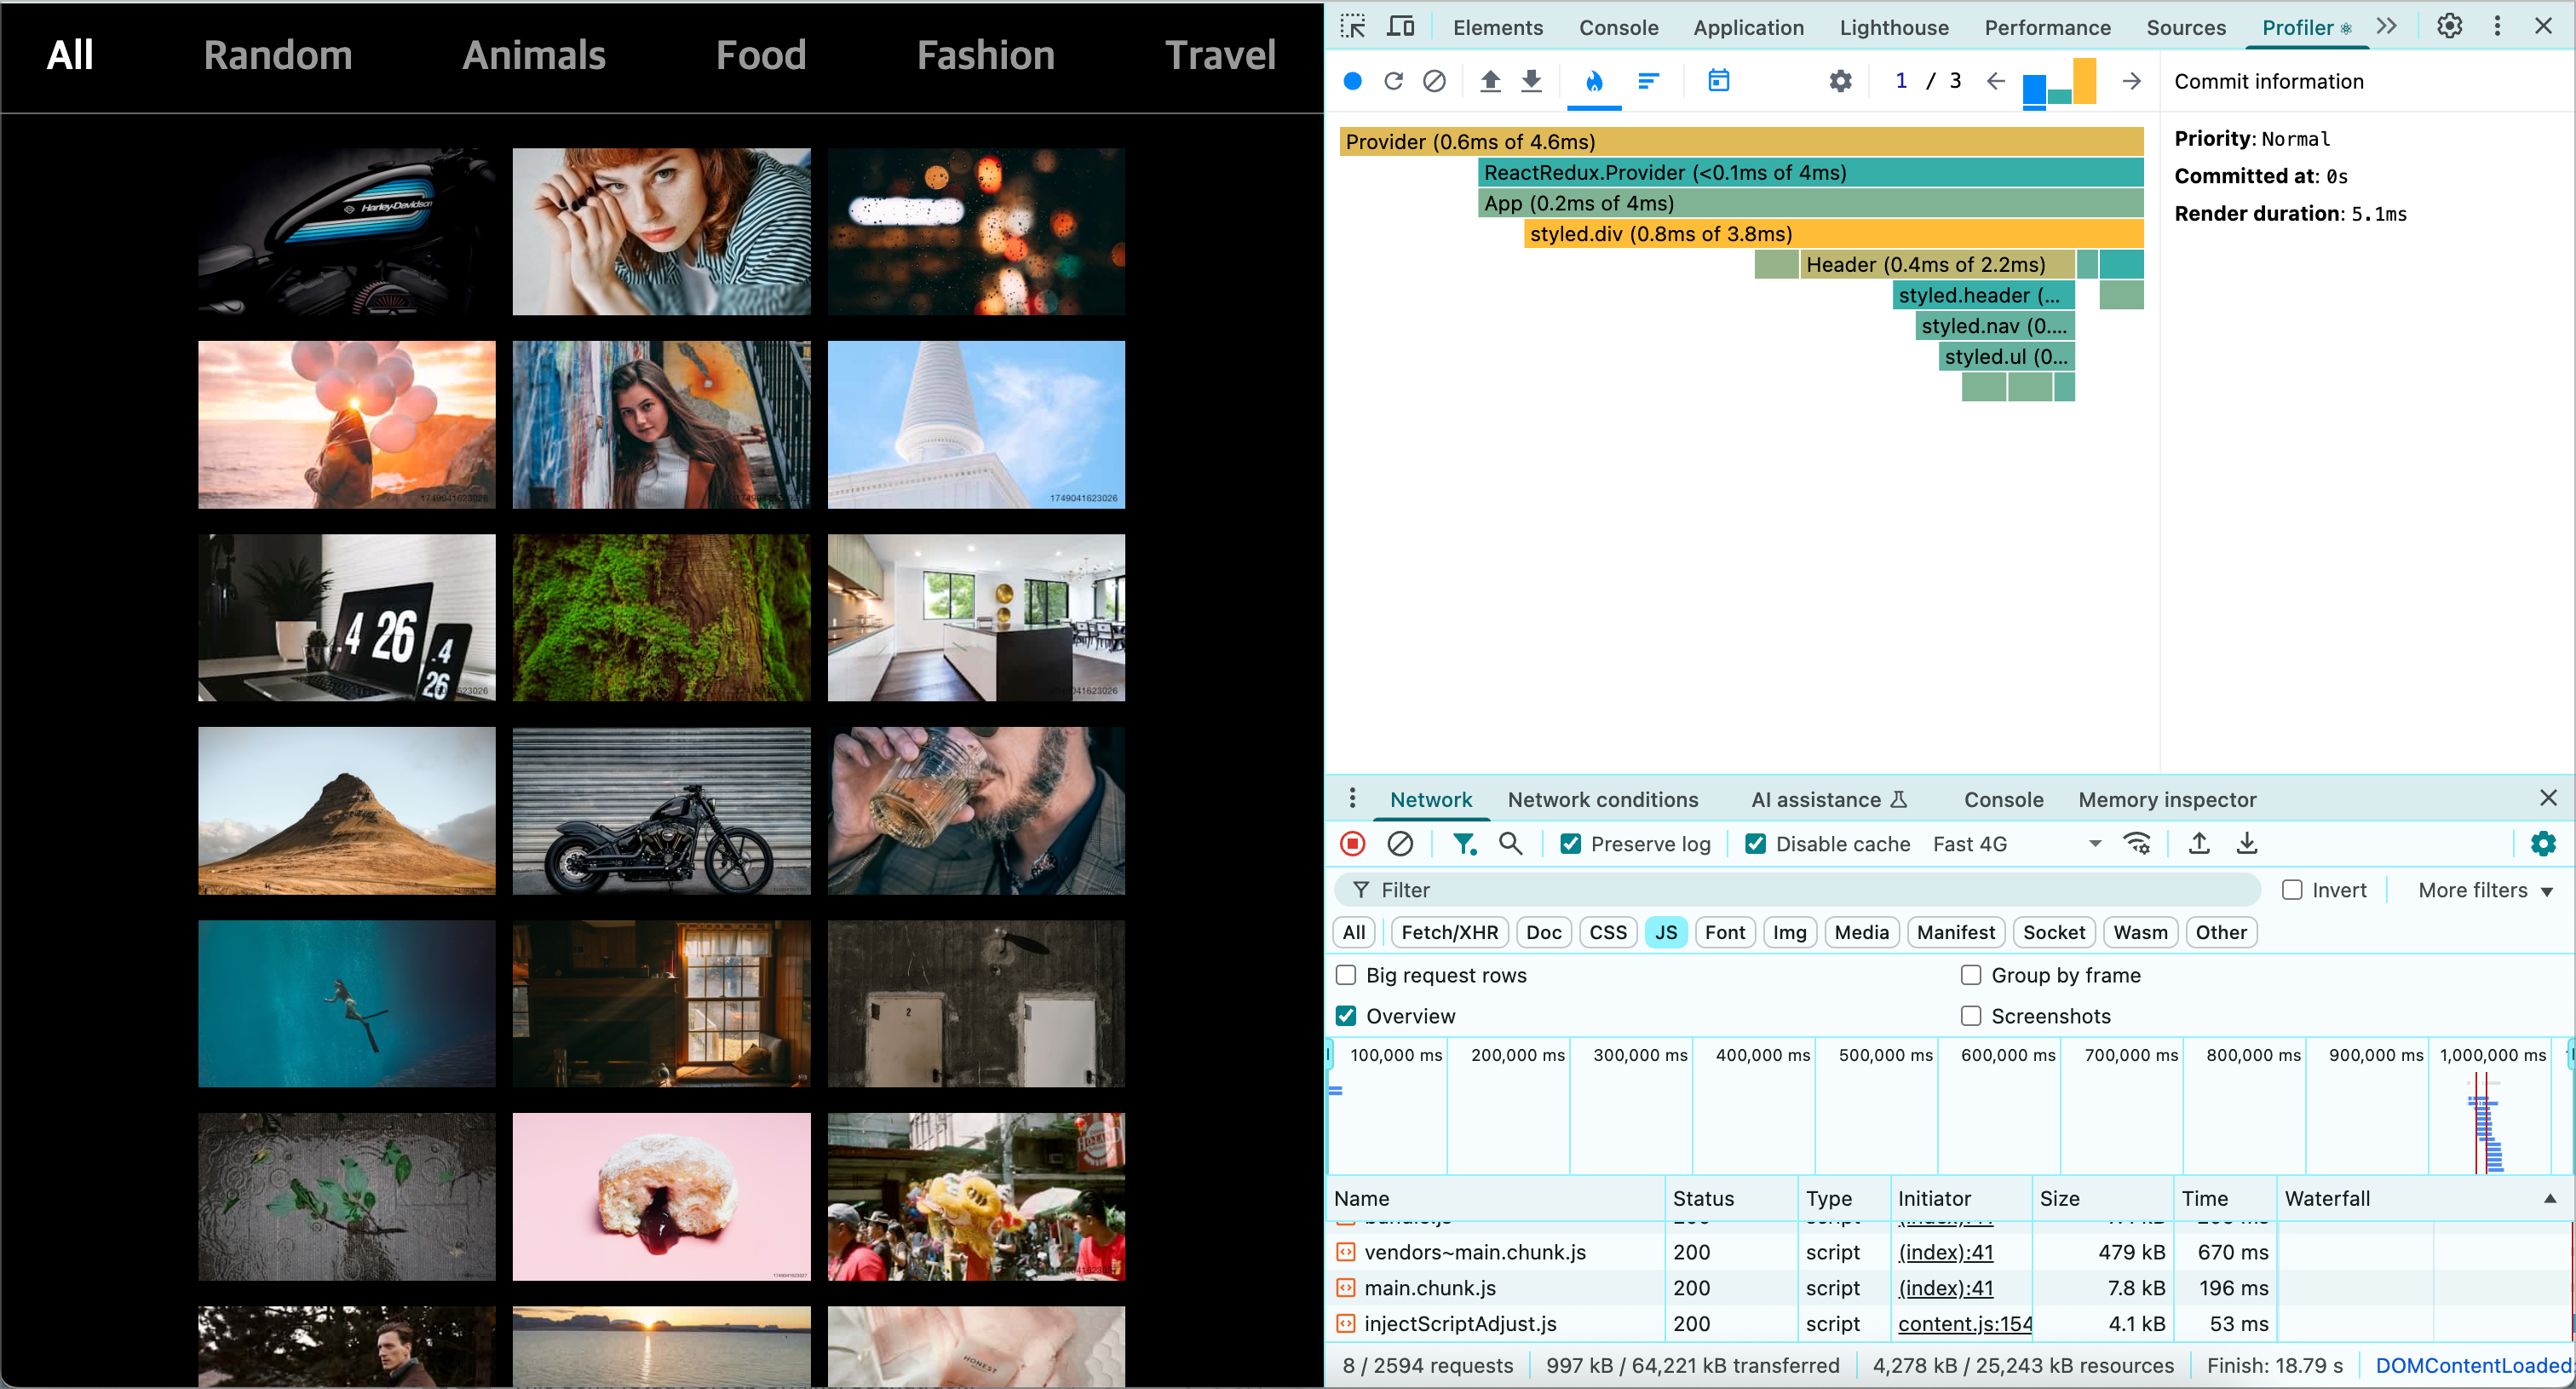 All Random Animals Food Fashion Travel
Harley-Davidson
1749041623026
1749041623026
4 26
4
26
2
HONEST
Elements Console Application Lighthouse Performance Sources Profiler
1 / 3
Commit information
Provider (0.6ms of 4.6ms)
ReactRedux.Provider (<0.1ms of 4ms)
App (0.2ms of 4ms)
styled.div (0.8ms of 3.8ms)
Header (0.4ms of 2.2ms)
styled.header (...
styled.nav (0....
styled.ul (0...
Priority: Normal
Committed at: 0s
Render duration: 5.1ms
Network Network conditions AI assistance Console Memory inspector
Preserve log Disable cache Fast 4G
Filter Invert More filters
All Fetch/XHR Doc CSS JS Font Img Media Manifest Socket Wasm Other
Big request rows Group by frame
Overview Screenshots
100,000 ms 200,000 ms 300,000 ms 400,000 ms 500,000 ms 600,000 ms 700,000 ms 800,000 ms 900,000 ms 1,000,000 ms
Name Status Type Initiator Size Time Waterfall
vendors~main.chunk.js 200 script (index):41 479 kB 670 ms
main.chunk.js 200 script (index):41 7.8 kB 196 ms
injectScriptAdjust.js 200 script content.js:154 4.1 kB 53 ms
8 / 2594 requests 997 kB / 64,221 kB transferred 4,278 kB / 25,243 kB resources Finish: 18.79 s DOMContentLoaded